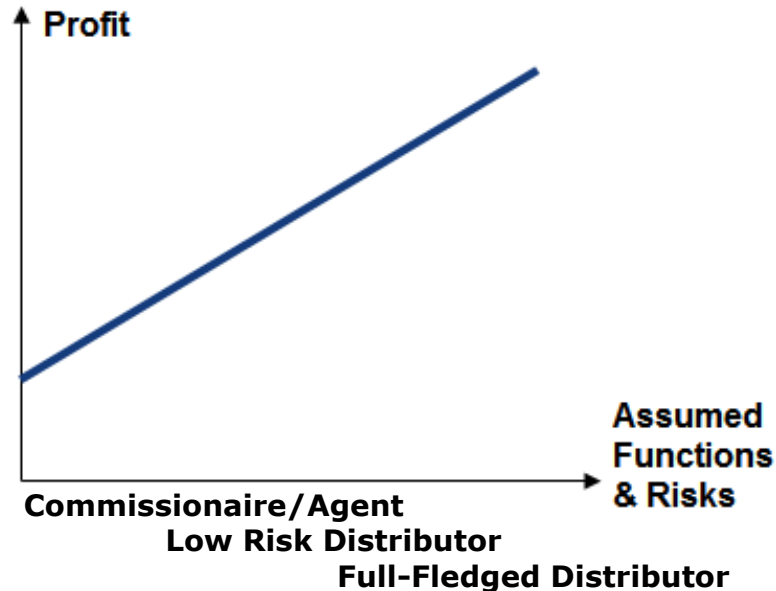 Profit
Assumed
Functions
& Risks
Commissionaire/Agent
Low Risk Distributor
Full-Fledged Distributor